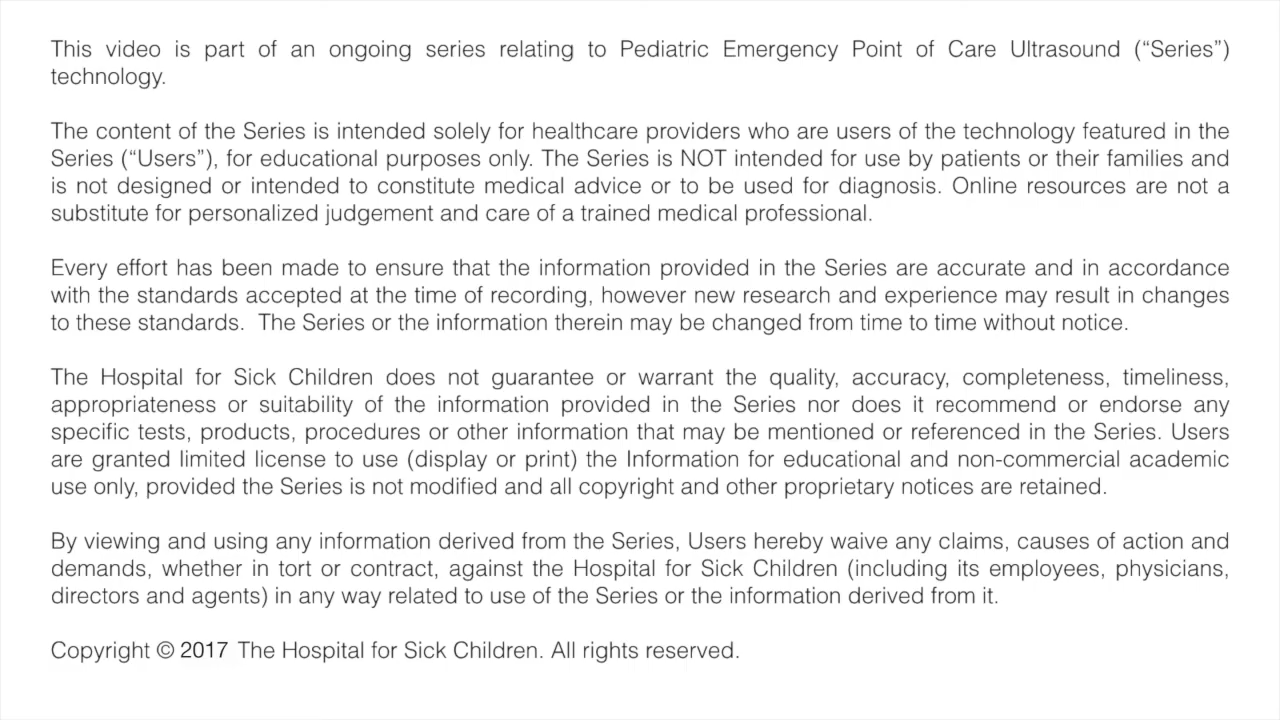 This video is part of an ongoing series relating to Pediatric Emergency Point of Care Ultrasound (“Series”)
technology.
The content of the Series is intended solely for healthcare providers who are users of the technology featured in the
Series (“Users”), for educational purposes only. The Series is NOT intended for use by patients or their families and
is not designed or intended to constitute medical advice or to be used for diagnosis. Online resources are not a
substitute for personalized judgement and care of a trained medical professional.
Every effort has been made to ensure that the information provided in the Series are accurate and in accordance
with the standards accepted at the time of recording, however new research and experience may result in changes
to these standards.  The Series or the information therein may be changed from time to time without notice.
The Hospital for Sick Children does not guarantee or warrant the quality, accuracy, completeness, timeliness,
appropriateness or suitability of the information provided in the Series nor does it recommend or endorse any
specific tests, products, procedures or other information that may be mentioned or referenced in the Series. Users
are granted limited license to use (display or print) the Information for educational and non-commercial academic
use only, provided the Series is not modified and all copyright and other proprietary notices are retained.
By viewing and using any information derived from the Series, Users hereby waive any claims, causes of action and
demands, whether in tort or contract, against the Hospital for Sick Children (including its employees, physicians,
directors and agents) in any way related to use of the Series or the information derived from it.
Copyright © 2017 The Hospital for Sick Children. All rights reserved.